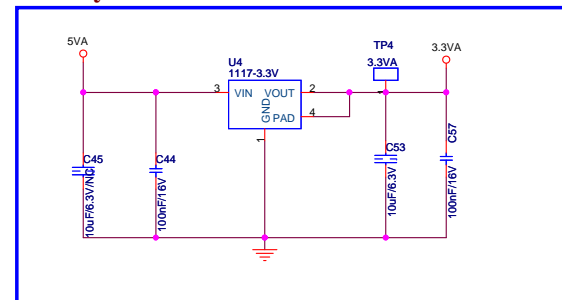 5VA
U4
1117-3.3V
TP4
3.3VA
3.3VA
3
VIN
VOUT
2
GND
PAD
4
1
C45
10uF/6.3V/NC
C44
100nF/16V
C53
10uF/6.3V
C57
100nF/16V